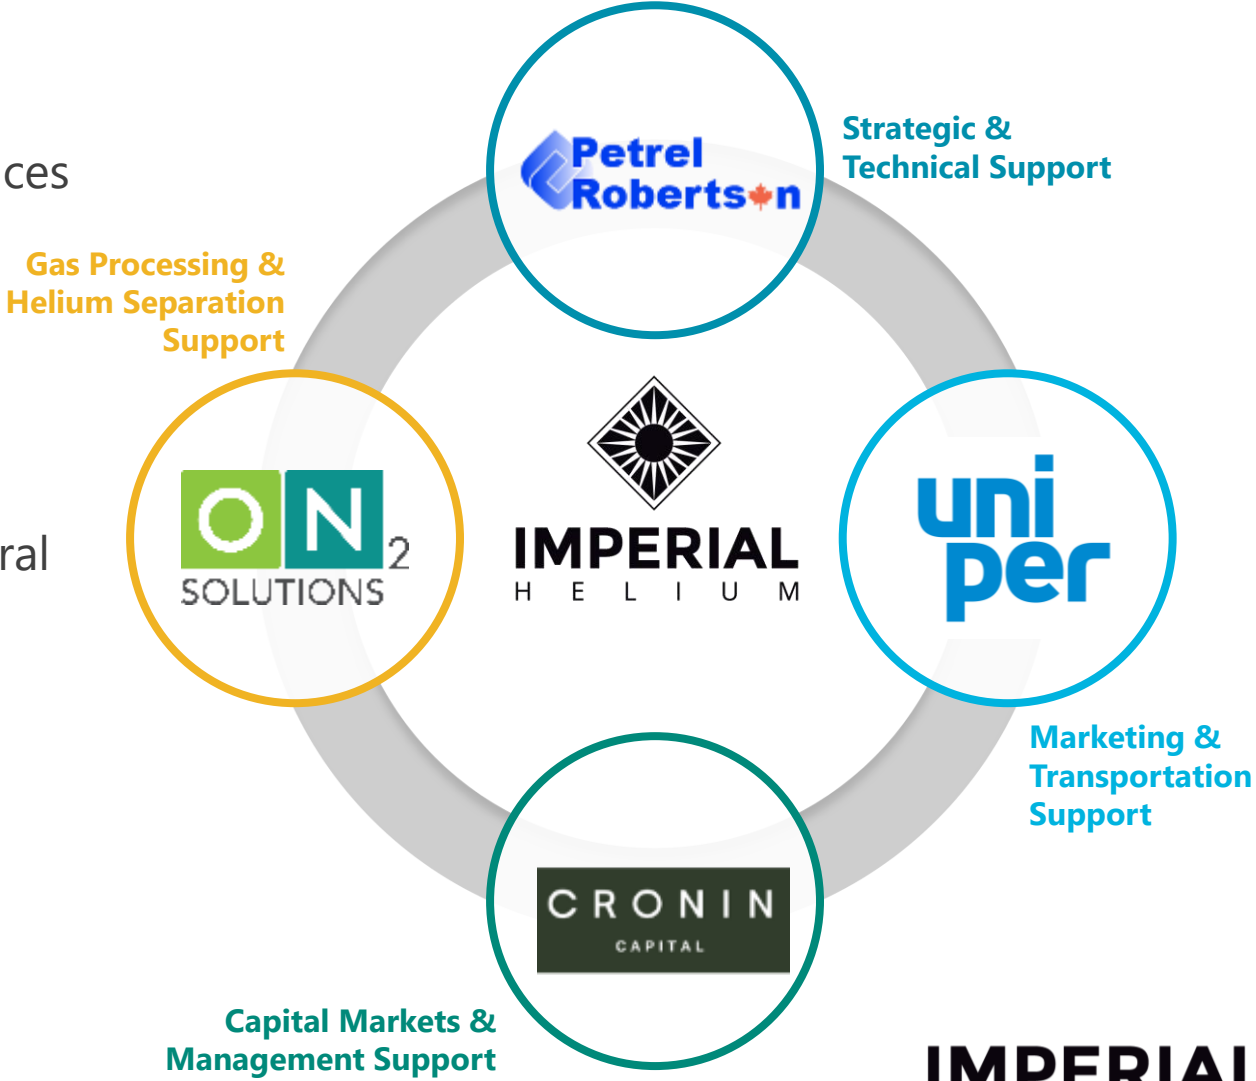 Petrel
Robertson
Strategic &
Technical Support
ces
Gas Processing &
Helium Separation
Support
ON2
SOLUTIONS
IMPERIAL
HELIUM
uni
per
ral
Marketing &
Transportation
Support
CRONIN
CAPITAL
Capital Markets &
Management Support
IMPERIAL